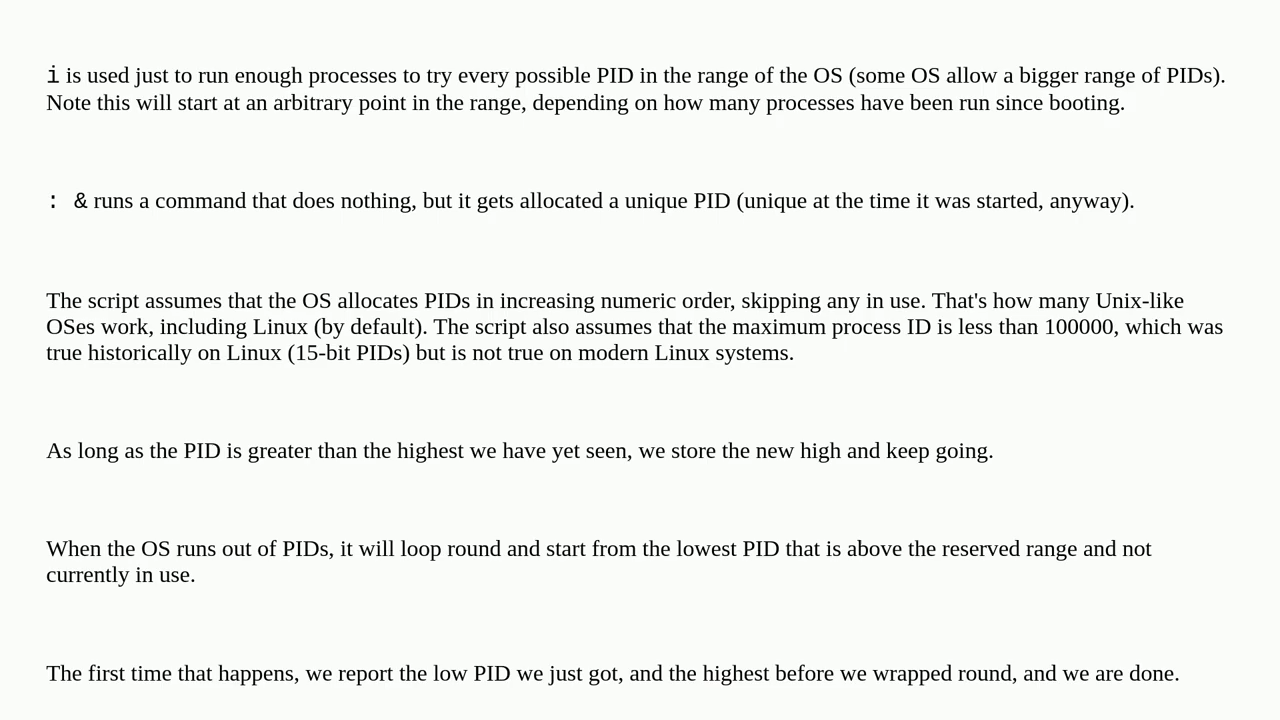 i is used just to run enough processes to try every possible PID in the range of the OS (some OS allow a bigger range of PIDs).
Note this will start at an arbitrary point in the range, depending on how many processes have been run since booting.
: & runs a command that does nothing, but it gets allocated a unique PID (unique at the time it was started, anyway).
The script assumes that the OS allocates PIDs in increasing numeric order, skipping any in use. That's how many Unix-like
OSes work, including Linux (by default). The script also assumes that the maximum process ID is less than 100000, which was
true historically on Linux (15-bit PIDs) but is not true on modern Linux systems.
As long as the PID is greater than the highest we have yet seen, we store the new high and keep going.
When the OS runs out of PIDs, it will loop round and start from the lowest PID that is above the reserved range and not
currently in use.
The first time that happens, we report the low PID we just got, and the highest before we wrapped round, and we are done.